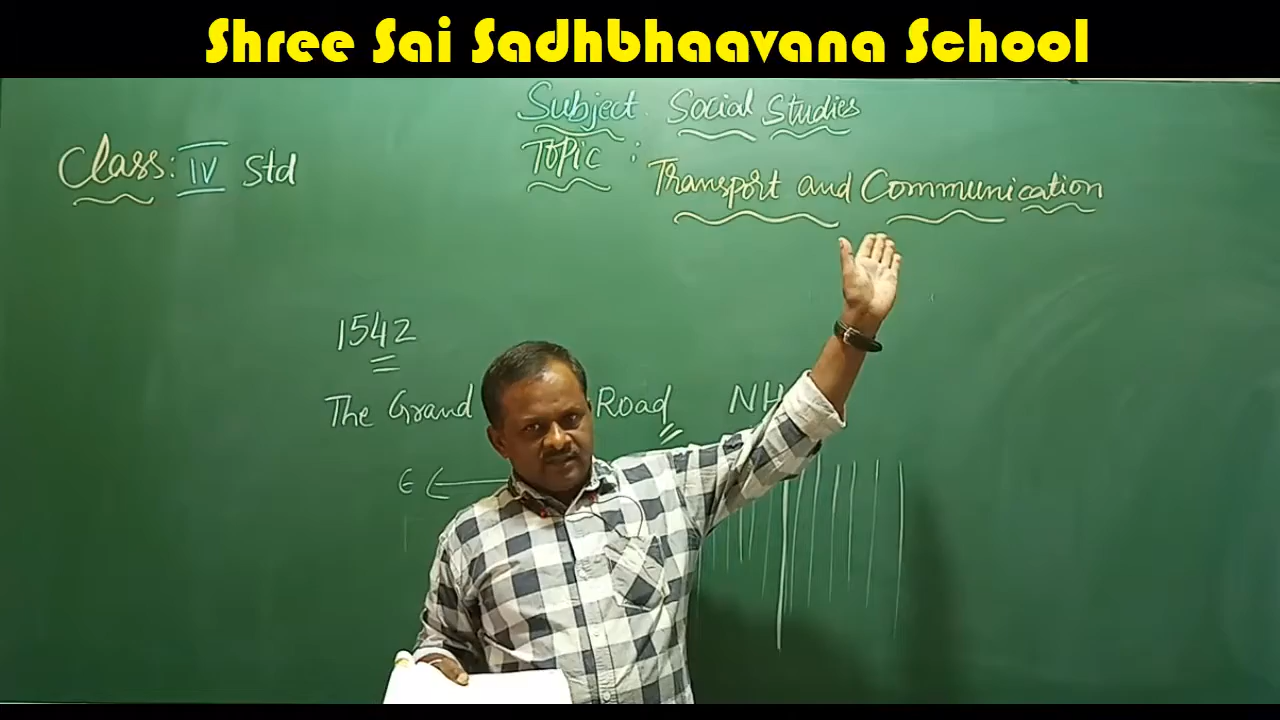 Shree Sai Sadhbhaavana School
Subject. Social Studies
Class: IV Std
Topic :
Transport and Communication
1542
The Grand Road NH
E